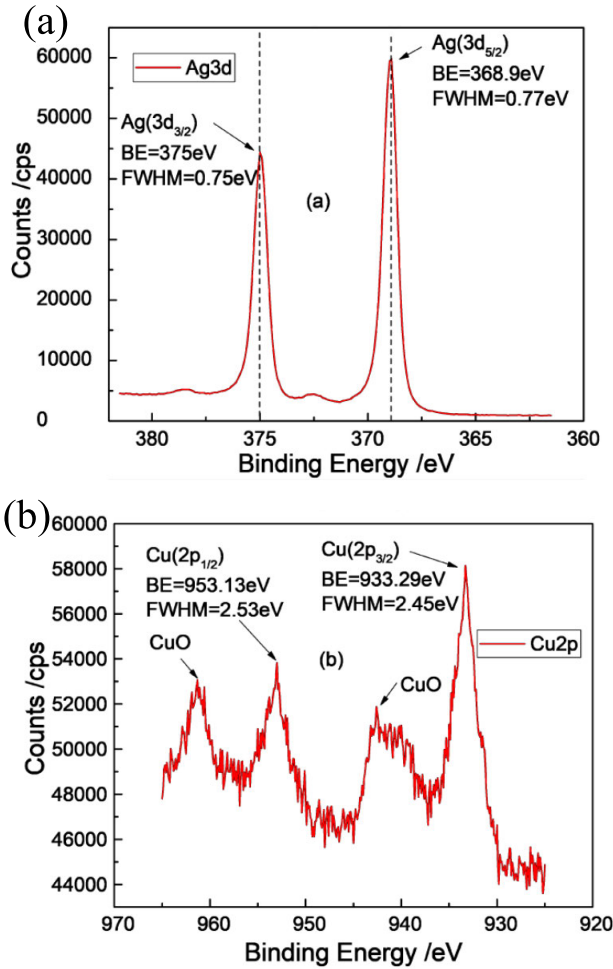 (a)
60000
50000
40000
30000
20000
10000
0
Counts /cps
Ag3d
Ag(3d5/2)
BE=368.9eV
FWHM=0.77eV
Ag(3d3/2)
BE=375eV
FWHM=0.75eV
(a)
380 375 370 365 360
Binding Energy /eV
(b)
60000
58000
56000
54000
52000
50000
48000
46000
44000
Counts /cps
Cu(2p1/2)
BE=953.13eV
FWHM=2.53eV
Cu(2p3/2)
BE=933.29eV
FWHM=2.45eV
CuO
(b)
Cu2p
CuO
970 960 950 940 930 920
Binding Energy /eV